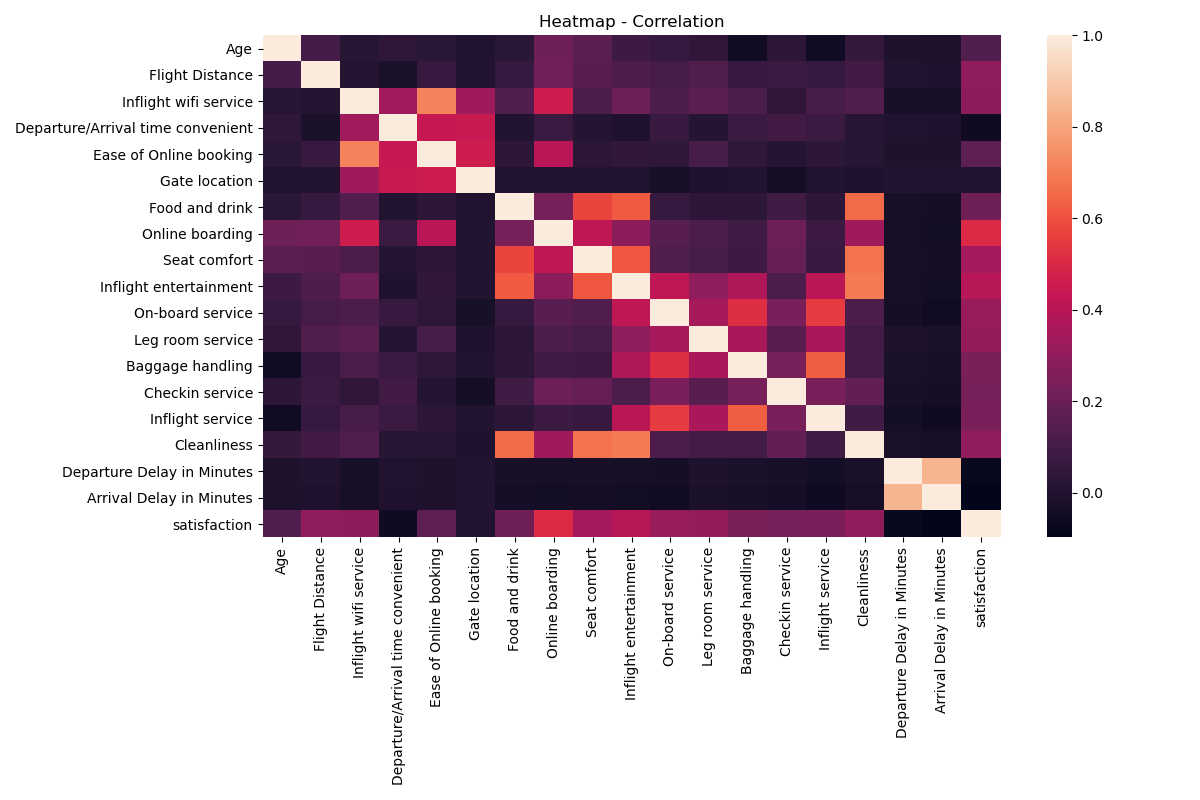 Heatmap - Correlation
Age
Flight Distance
Inflight wifi service
Departure/Arrival time convenient
Ease of Online booking
Gate location
Food and drink
Online boarding
Seat comfort
Inflight entertainment
On-board service
Leg room service
Baggage handling
Checkin service
Inflight service
Cleanliness
Departure Delay in Minutes
Arrival Delay in Minutes
satisfaction
Age
Flight Distance
Inflight wifi service
Departure/Arrival time convenient
Ease of Online booking
Gate location
Food and drink
Online boarding
Seat comfort
Inflight entertainment
On-board service
Leg room service
Baggage handling
Checkin service
Inflight service
Cleanliness
Departure Delay in Minutes
Arrival Delay in Minutes
satisfaction
1.0
0.8
0.6
0.4
0.2
0.0